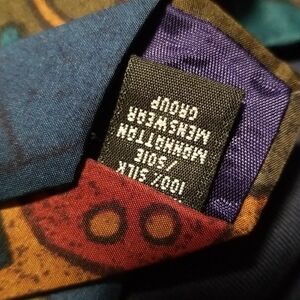 100% SILK
/ SOIE
MANHATTAN
MENSWEAR
GROUP